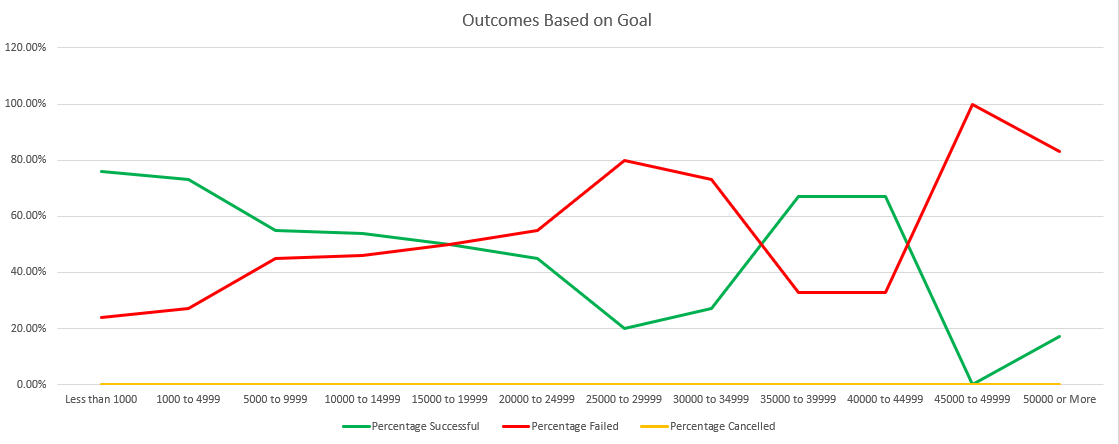 Outcomes Based on Goal
120.00%
100.00%
80.00%
60.00%
40.00%
20.00%
0.00%
Less than 1000 1000 to 4999 5000 to 9999 10000 to 14999 15000 to 19999 20000 to 24999 25000 to 29999 30000 to 34999 35000 to 39999 40000 to 44999 45000 to 49999 50000 or More
Percentage Successful Percentage Failed Percentage Cancelled